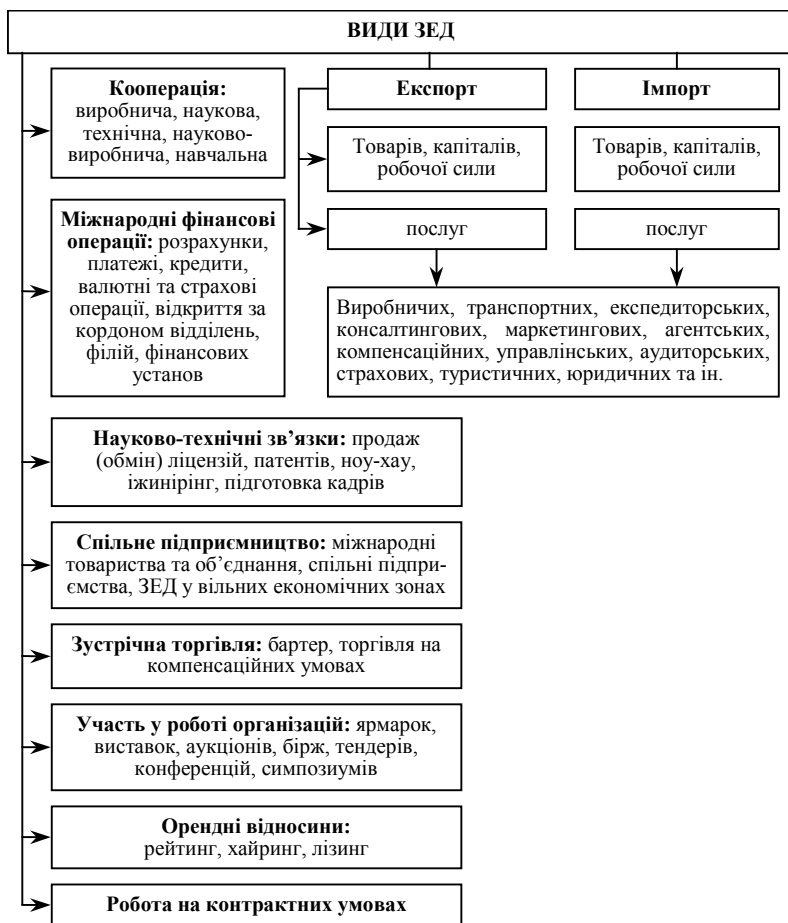 ВИДИ ЗЕД
Кооперація:
виробнича, наукова,
технічна, науково-
виробнича, навчальна
Експорт
Імпорт
Товарів, капіталів,
робочої сили
Товарів, капіталів,
робочої сили
Міжнародні фінансові
операції: розрахунки,
платежі, кредити,
валютні та страхові
операції, відкриття за
кордоном відділень,
філій, фінансових
установ
послуг
послуг
Виробничих, транспортних, експедиторських,
консалтингових, маркетингових, агентських,
компенсаційних, управлінських, аудиторських,
страхових, туристичних, юридичних та ін.
Науково-технічні зв’язки: продаж
(обмін) ліцензій, патентів, ноу-хау,
іжинірінг, підготовка кадрів
Спільне підприємництво: міжнародні
товариства та об’єднання, спільні підпри-
ємства, ЗЕД у вільних економічних зонах
Зустрічна торгівля: бартер, торгівля на
компенсаційних умовах
Участь у роботі організацій: ярмарок,
виставок, аукціонів, бірж, тендерів,
конференцій, симпозиумів
Орендні відносини:
рейтинг, хайринг, лізинг
Робота на контрактних умовах